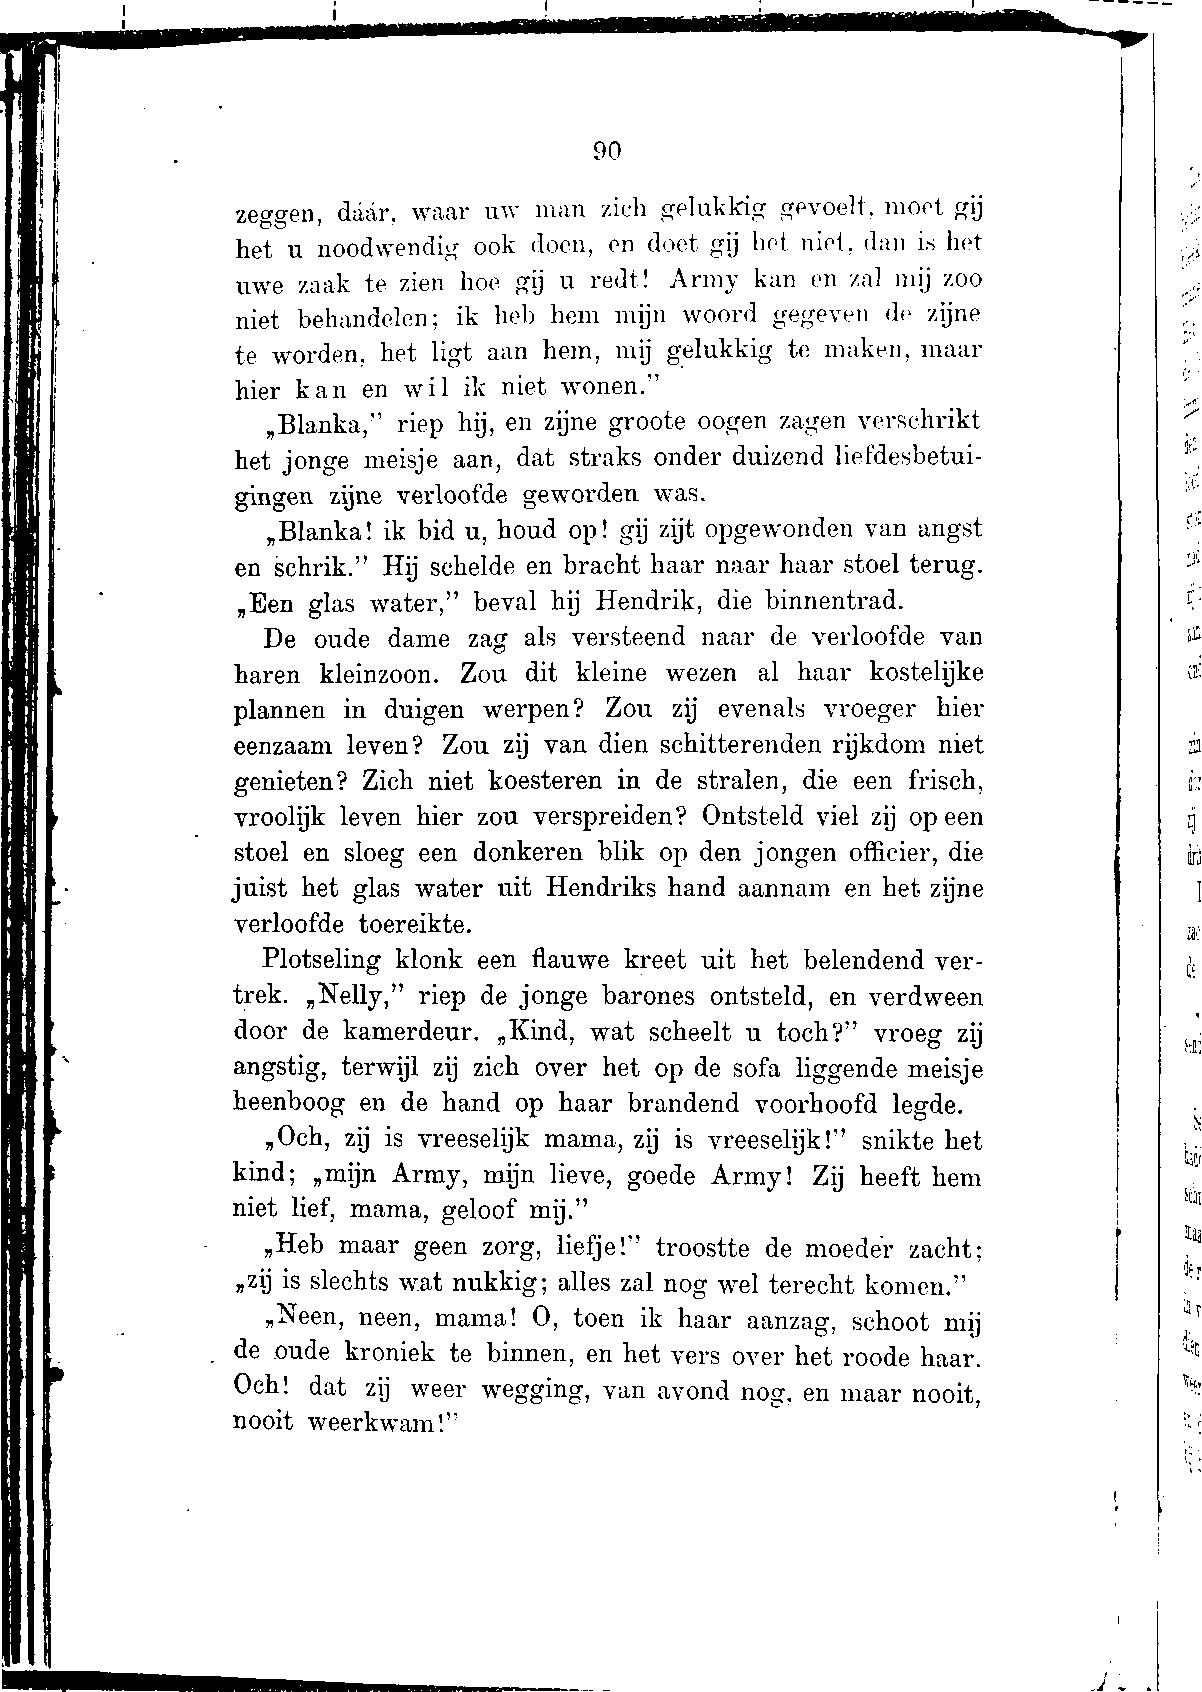 90
zeggen, dáár, waar uw man zich gelukkig gevoelt, moet gij
het u noodwendig ook doen, en doet gij het niet, dan is het
uwe zaak te zien hoe gij u redt! Army kan en zal mij zoo
niet behandelen; ik heb hem mijn woord gegeven de zijne
te worden, het ligt aan hem, mij gelukkig te maken, maar
hier kan en wil ik niet wonen.”
„Blanka,” riep hij, en zijne groote oogen zagen verschrikt
het jonge meisje aan, dat straks onder duizend liefdesbetui-
gingen zijne verloofde geworden was.
„Blanka! ik bid u, houd op! gij zijt opgewonden van angst
en schrik.” Hij schelde en bracht haar naar haar stoel terug.
„Een glas water,” beval hij Hendrik, die binnentrad.
De oude dame zag als versteend naar de verloofde van
haren kleinzoon. Zou dit kleine wezen al haar kostelijke
plannen in duigen werpen? Zou zij evenals vroeger hier
eenzaam leven? Zou zij van dien schitterenden rijkdom niet
genieten? Zich niet koesteren in de stralen, die een frisch,
vroolijk leven hier zou verspreiden? Ontsteld viel zij op een
stoel en sloeg een donkeren blik op den jongen officier, die
juist het glas water uit Hendriks hand aannam en het zijne
verloofde toereikte.
Plotseling klonk een flauwe kreet uit het belendend ver-
trek. „Nelly,” riep de jonge barones ontsteld, en verdween
door de kamerdeur. „Kind, wat scheelt u toch?” vroeg zij
angstig, terwijl zij zich over het op de sofa liggende meisje
heenboog en de hand op haar brandend voorhoofd legde.
„Och, zij is vreeselijk mama, zij is vreeselijk!” snikte het
kind; „mijn Army, mijn lieve, goede Army! Zij heeft hem
niet lief, mama, geloof mij.”
„Heb maar geen zorg, liefje!” troostte de moeder zacht;
„zij is slechts wat nukkig; alles zal nog wel terecht komen.”
„Neen, neen, mama! O, toen ik haar aanzag, schoot mij
de oude kroniek te binnen, en het vers over het roode haar.
Och! dat zij weer wegging, van avond nog, en maar nooit,
nooit weerkwam!”